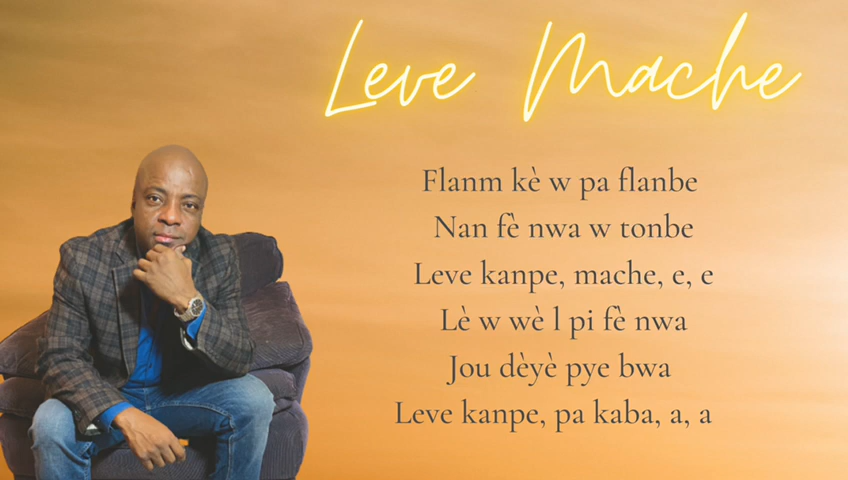 Leve Mache
Flanm kè w pa flanbe
Nan fè nwa w tonbe
Leve kanpe, mache, e, e
Lè w wè l pi fè nwa
Jou dèyè pye bwa
Leve kanpe, pa kaba, a, a